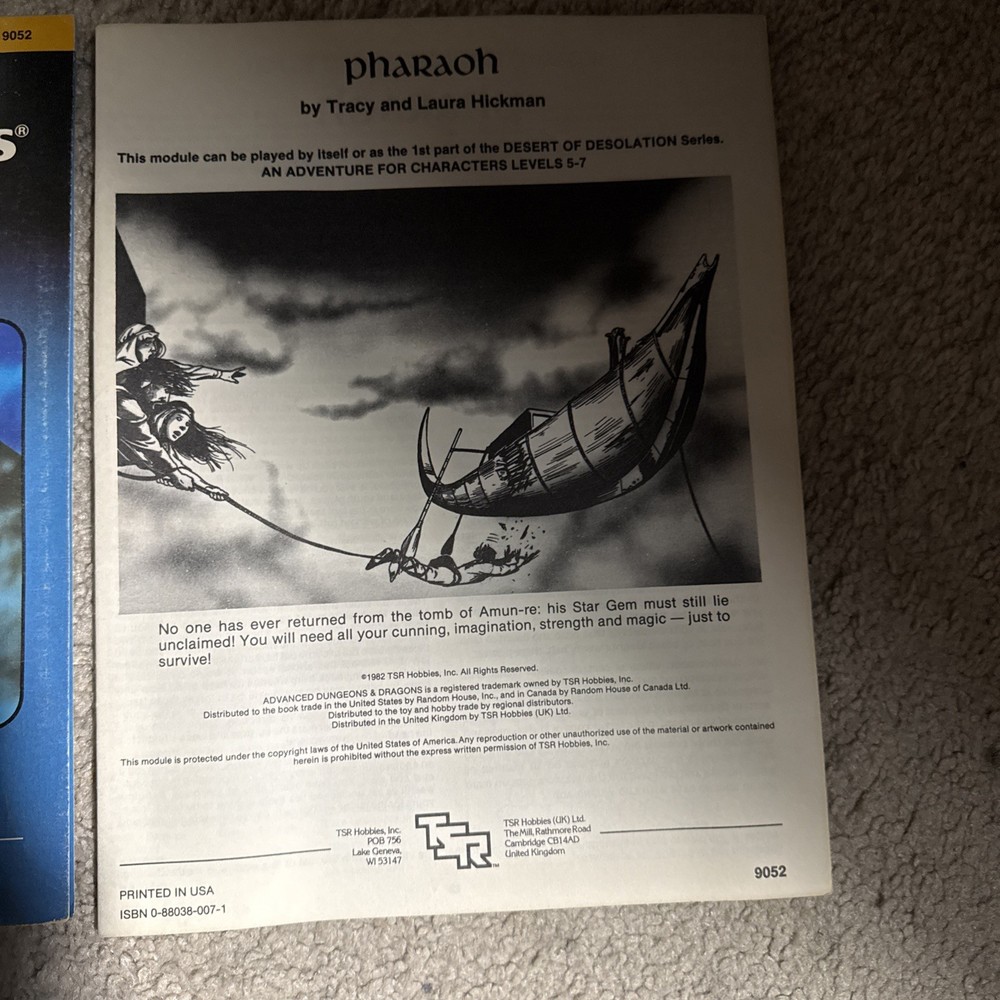 9052
S®
pharaoh
by Tracy and Laura Hickman
This module can be played by Itself or as the 1st part of the DESERT OF DESOLATION Series.
AN ADVENTURE FOR CHARACTERS LEVELS 5-7
No one has ever returned from the tomb of Amun-re: his Star Gem must still lie
unclaimed! You will need all your cunning, imagination, strength and magic — just to
survive!
©1982 TSR Hobbies, Inc. All Rights Reserved.
ADVANCED DUNGEONS & DRAGONS is a registered trademark owned by TSR Hobbies, Inc.
Distributed to the book trade in the United States by Random House, Inc., and in Canada by Random House of Canada Ltd.
Distributed to the toy and hobby trade by regional distributors.
Distributed in the United Kingdom by TSR Hobbies (UK) Ltd.
This module is protected under the copyright laws of the United States of America. Any reproduction or other unauthorized use of the material or artwork contained
herein is prohibited without the express written permission of TSR Hobbies, Inc.
TSR Hobbies, Inc.
POB 756
Lake Geneva,
WI 53147
TSR™
TSR Hobbies (UK) Ltd.
The Mill, Rathmore Road
Cambridge CB14AD
United Kingdom
PRINTED IN USA
ISBN 0-88038-007-1
9052